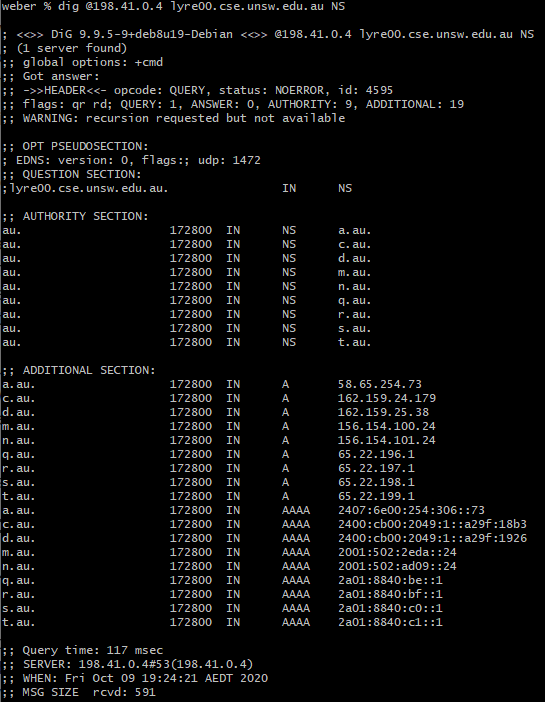 weber % dig @198.41.0.4 lyre00.cse.unsw.edu.au NS
; <<>> DiG 9.9.5-9+deb8u19-Debian <<>> @198.41.0.4 lyre00.cse.unsw.edu.au NS
; (1 server found)
;; global options: +cmd
;; Got answer:
;; ->>HEADER<<- opcode: QUERY, status: NOERROR, id: 4595
;; flags: qr rd; QUERY: 1, ANSWER: 0, AUTHORITY: 9, ADDITIONAL: 19
;; WARNING: recursion requested but not available
;; OPT PSEUDOSECTION:
; EDNS: version: 0, flags:; udp: 1472
;; QUESTION SECTION:
;lyre00.cse.unsw.edu.au. IN NS
;; AUTHORITY SECTION:
au. 172800 IN NS a.au.
au. 172800 IN NS c.au.
au. 172800 IN NS d.au.
au. 172800 IN NS m.au.
au. 172800 IN NS n.au.
au. 172800 IN NS q.au.
au. 172800 IN NS r.au.
au. 172800 IN NS s.au.
au. 172800 IN NS t.au.
;; ADDITIONAL SECTION:
a.au. 172800 IN A 58.65.254.73
c.au. 172800 IN A 162.159.24.179
d.au. 172800 IN A 162.159.25.38
m.au. 172800 IN A 156.154.100.24
n.au. 172800 IN A 156.154.101.24
q.au. 172800 IN A 65.22.196.1
r.au. 172800 IN A 65.22.197.1
s.au. 172800 IN A 65.22.198.1
t.au. 172800 IN A 65.22.199.1
a.au. 172800 IN AAAA 2407:6e00:254:306::73
c.au. 172800 IN AAAA 2400:cb00:2049:1::a29f:18b3
d.au. 172800 IN AAAA 2400:cb00:2049:1::a29f:1926
m.au. 172800 IN AAAA 2001:502:2eda::24
n.au. 172800 IN AAAA 2001:502:ad09::24
q.au. 172800 IN AAAA 2a01:8840:be::1
r.au. 172800 IN AAAA 2a01:8840:bf::1
s.au. 172800 IN AAAA 2a01:8840:c0::1
t.au. 172800 IN AAAA 2a01:8840:c1::1
;; Query time: 117 msec
;; SERVER: 198.41.0.4#53(198.41.0.4)
;; WHEN: Fri Oct 09 19:24:21 AEDT 2020
;; MSG SIZE rcvd: 591